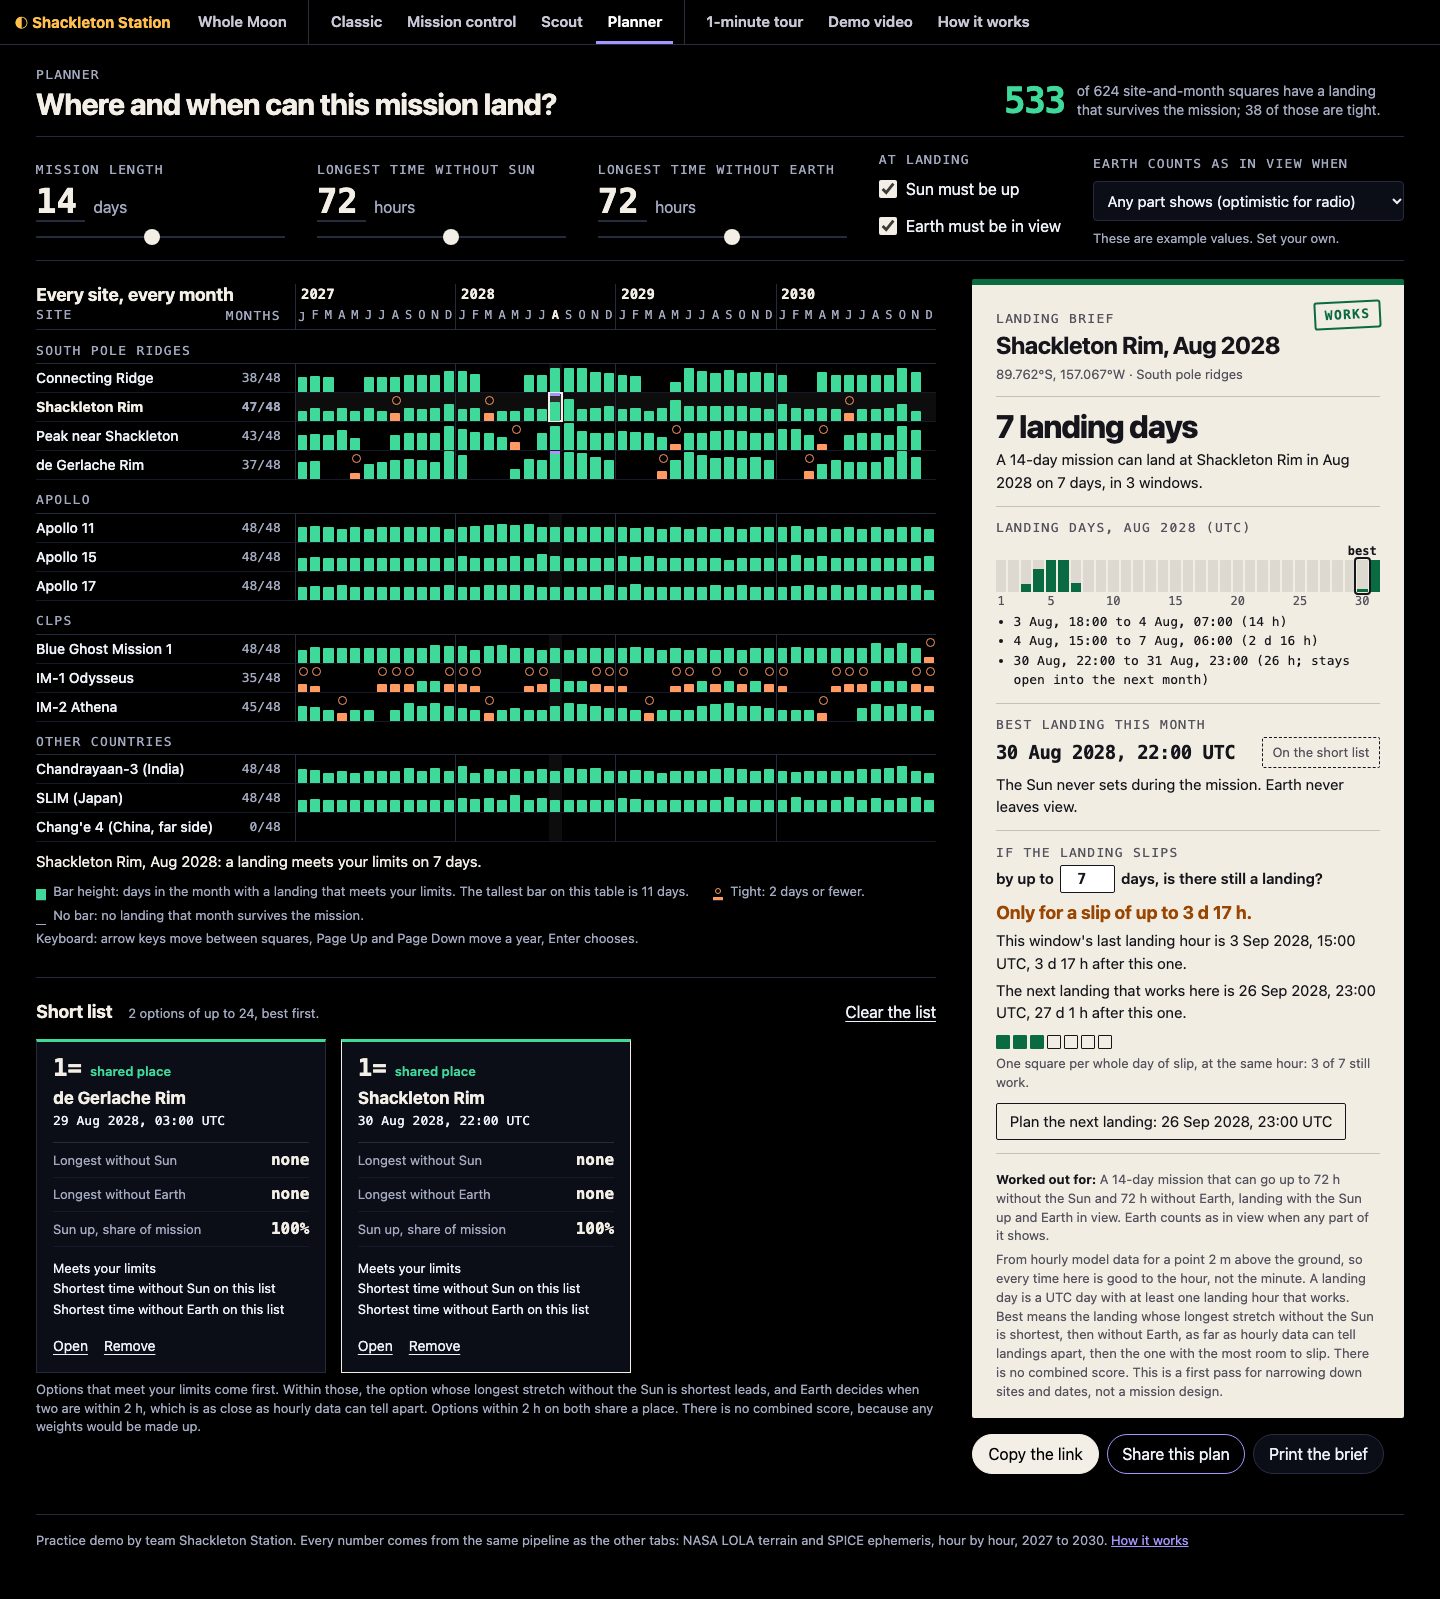 Shackleton Station
Whole Moon
Classic
Mission control
Scout
Planner
1-minute tour
Demo video
How it works
PLANNER
Where and when can this mission land?
533
of 624 site-and-month squares have a landing
that survives the mission; 38 of those are tight.
MISSION LENGTH
14 days
LONGEST TIME WITHOUT SUN
72 hours
LONGEST TIME WITHOUT EARTH
72 hours
AT LANDING
Sun must be up
Earth must be in view
EARTH COUNTS AS IN VIEW WHEN
Any part shows (optimistic for radio)
These are example values. Set your own.
Every site, every month
2027 2028 2029 2030
SITE MONTHS J F M A M J J A S O N D J F M A M J J A S O N D J F M A M J J A S O N D J F M A M J J A S O N D
SOUTH POLE RIDGES
Connecting Ridge 38/48
Shackleton Rim 47/48
Peak near Shackleton 43/48
de Gerlache Rim 37/48
APOLLO
Apollo 11 48/48
Apollo 15 48/48
Apollo 17 48/48
CLPS
Blue Ghost Mission 1 48/48
IM-1 Odysseus 35/48
IM-2 Athena 45/48
OTHER COUNTRIES
Chandrayaan-3 (India) 48/48
SLIM (Japan) 48/48
Chang'e 4 (China, far side) 0/48
Shackleton Rim, Aug 2028: a landing meets your limits on 7 days.
Bar height: days in the month with a landing that meets your limits. The tallest bar on this table is 11 days.
Tight: 2 days or fewer.
No bar: no landing that month survives the mission.
Keyboard: arrow keys move between squares, Page Up and Page Down move a year, Enter chooses.
Short list
2 options of up to 24, best first.
Clear the list
1= shared place
de Gerlache Rim
29 Aug 2028, 03:00 UTC
Longest without Sun none
Longest without Earth none
Sun up, share of mission 100%
Meets your limits
Shortest time without Sun on this list
Shortest time without Earth on this list
Open Remove
1= shared place
Shackleton Rim
30 Aug 2028, 22:00 UTC
Longest without Sun none
Longest without Earth none
Sun up, share of mission 100%
Meets your limits
Shortest time without Sun on this list
Shortest time without Earth on this list
Open Remove
Options that meet your limits come first. Within those, the option whose longest stretch without the Sun is shortest leads, and Earth decides when
two are within 2 h, which is as close as hourly data can tell apart. Options within 2 h on both share a place. There is no combined score, because any
weights would be made up.
LANDING BRIEF
WORKS
Shackleton Rim, Aug 2028
89.762°S, 157.067°W · South pole ridges
7 landing days
A 14-day mission can land at Shackleton Rim in Aug
2028 on 7 days, in 3 windows.
LANDING DAYS, AUG 2028 (UTC)
best
1 5 10 15 20 25 30
• 3 Aug, 18:00 to 4 Aug, 07:00 (14 h)
• 4 Aug, 15:00 to 7 Aug, 06:00 (2 d 16 h)
• 30 Aug, 22:00 to 31 Aug, 23:00 (26 h; stays
open into the next month)
BEST LANDING THIS MONTH
30 Aug 2028, 22:00 UTC
On the short list
The Sun never sets during the mission. Earth never
leaves view.
IF THE LANDING SLIPS
by up to 7 days, is there still a landing?
Only for a slip of up to 3 d 17 h.
This window's last landing hour is 3 Sep 2028, 15:00
UTC, 3 d 17 h after this one.
The next landing that works here is 26 Sep 2028, 23:00
UTC, 27 d 1 h after this one.
One square per whole day of slip, at the same hour: 3 of 7 still
work.
Plan the next landing: 26 Sep 2028, 23:00 UTC
Worked out for: A 14-day mission that can go up to 72 h
without the Sun and 72 h without Earth, landing with the Sun
up and Earth in view. Earth counts as in view when any part of
it shows.
From hourly model data for a point 2 m above the ground, so
every time here is good to the hour, not the minute. A landing
day is a UTC day with at least one landing hour that works.
Best means the landing whose longest stretch without the Sun
is shortest, then without Earth, as far as hourly data can tell
landings apart, then the one with the most room to slip. There
is no combined score. This is a first pass for narrowing down
sites and dates, not a mission design.
Copy the link
Share this plan
Print the brief
Practice demo by team Shackleton Station. Every number comes from the same pipeline as the other tabs: NASA LOLA terrain and SPICE ephemeris, hour by hour, 2027 to 2030. How it works